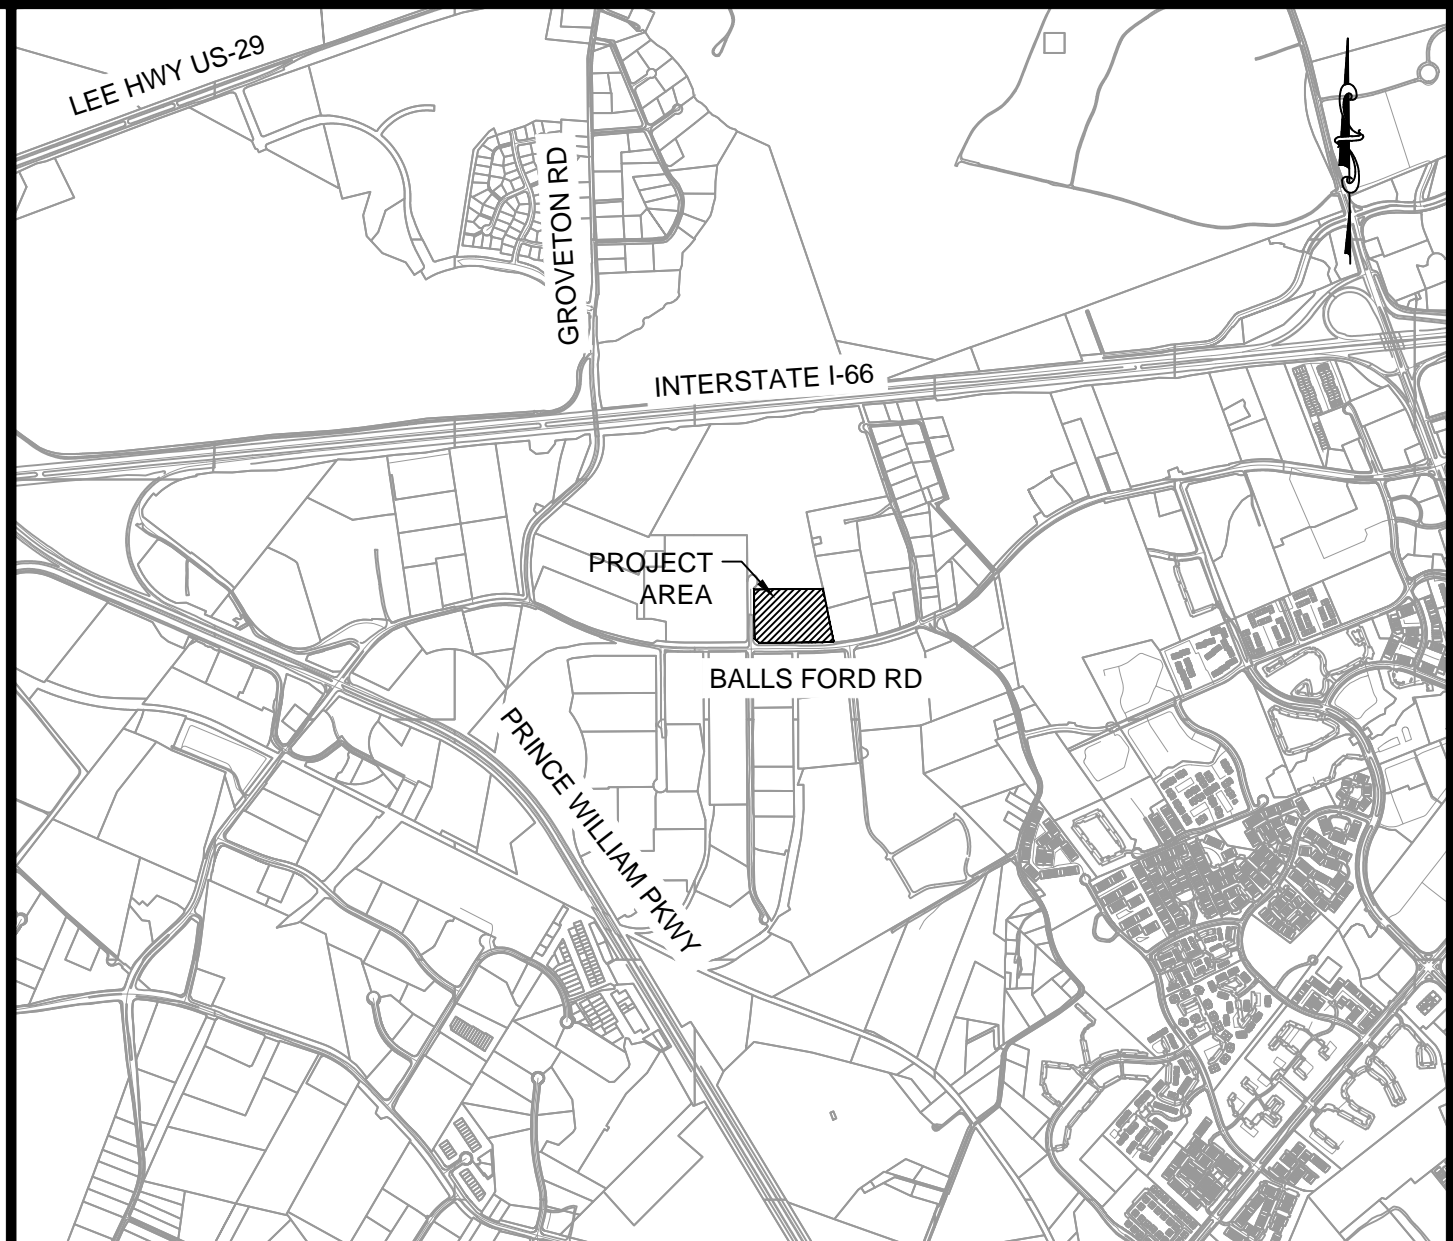 LEE HWY US-29
GROVETON RD
INTERSTATE I-66
PROJECT
AREA
BALLS FORD RD
PRINCE WILLIAM PKWY